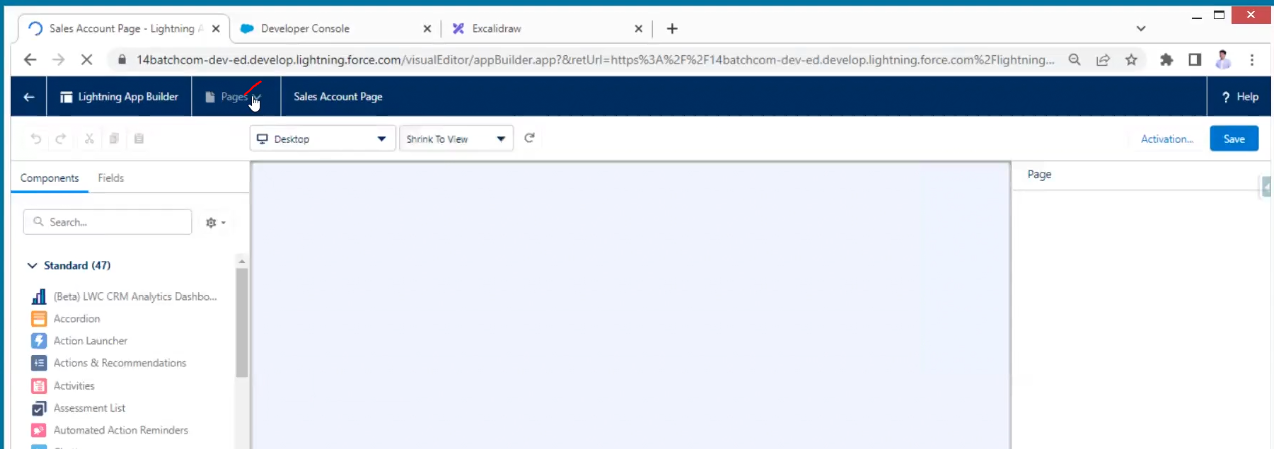 Sales Account Page - Lightning A
Developer Console
Excalidraw
14batchcom-dev-ed.develop.lightning.force.com/visualEditor/appBuilder.app?&retUrl=https%3A%2F%2F14batchcom-dev-ed.develop.lightning.force.com%2Flightning...
Lightning App Builder
Pages
Sales Account Page
? Help
Desktop
Shrink To View
Activation...
Save
Components
Fields
Page
Search...
Standard (47)
(Beta) LWC CRM Analytics Dashbo...
Accordion
Action Launcher
Actions & Recommendations
Activities
Assessment List
Automated Action Reminders